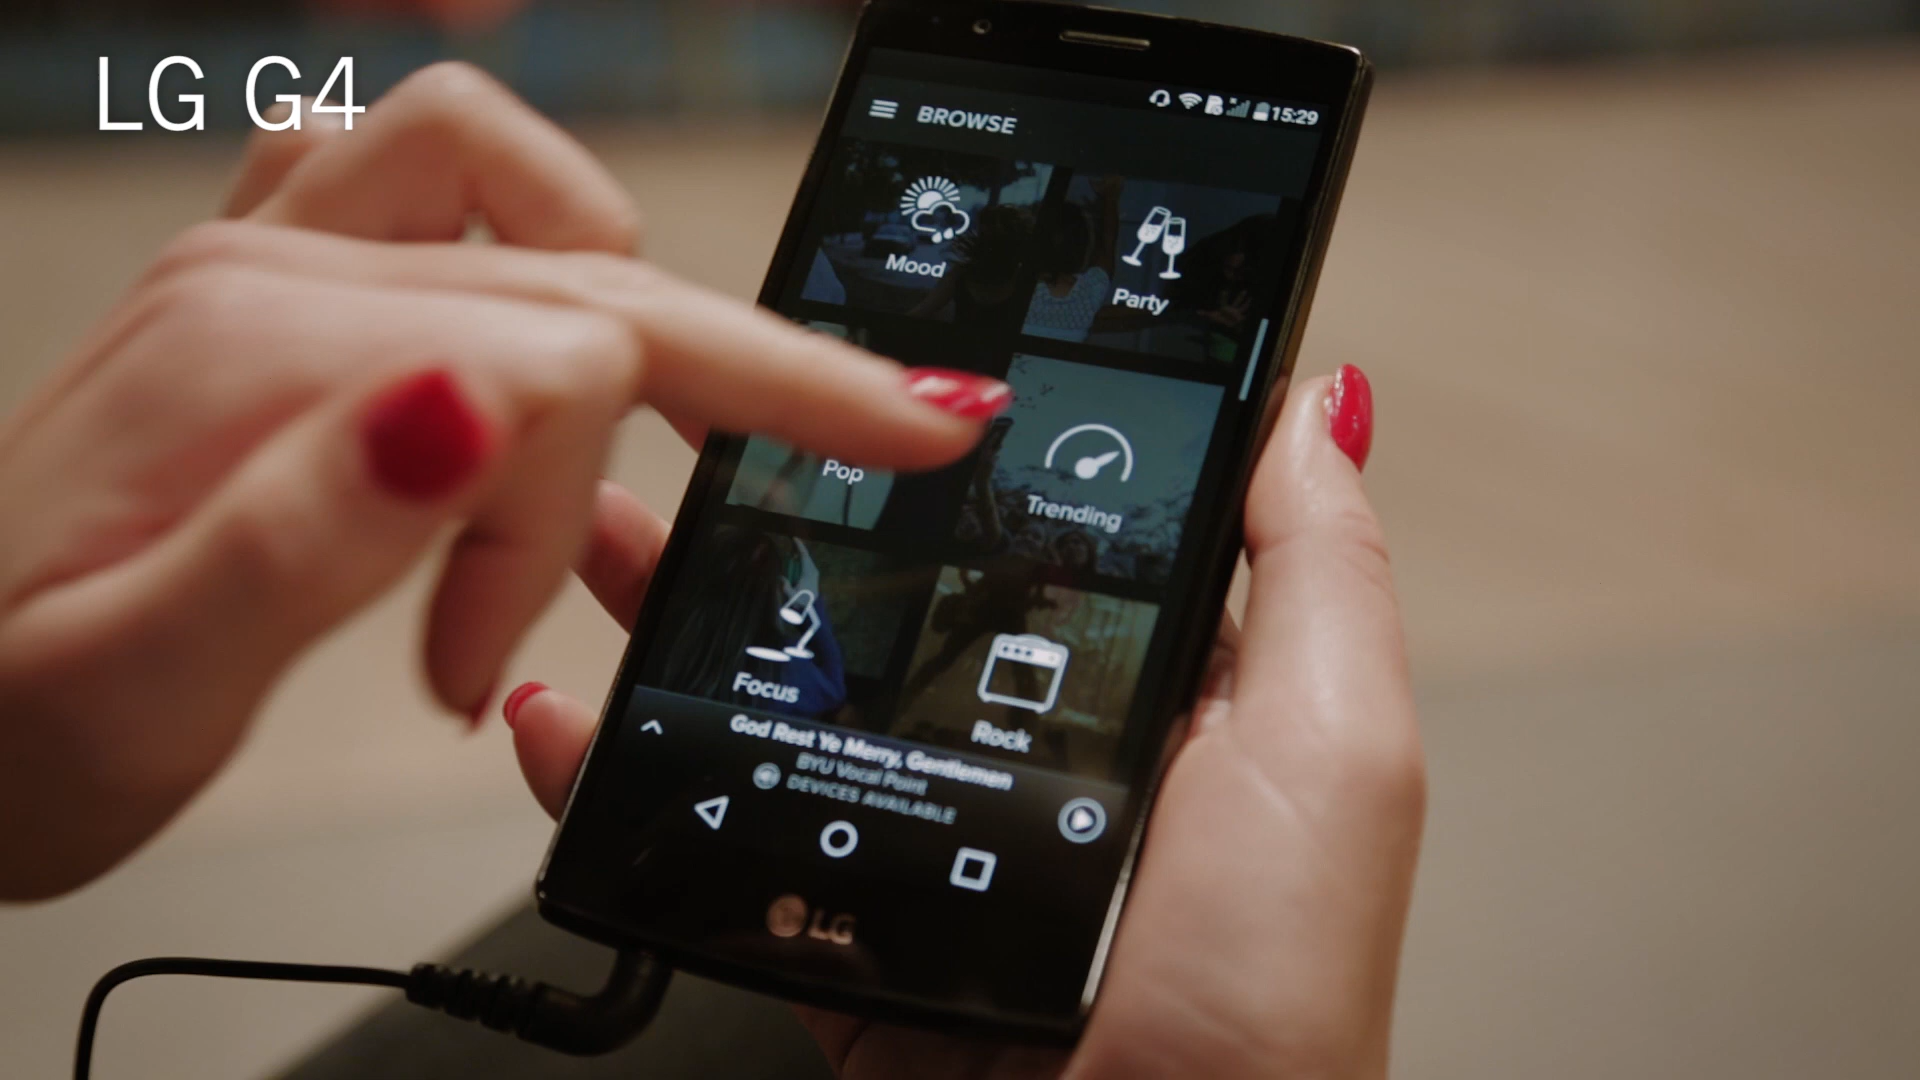 LG G4
15:29
BROWSE
Mood
Party
Pop
Trending
Focus
Rock
God Rest Ye Merry, Gentlemen
BYU Vocal Point
DEVICES AVAILABLE
LG